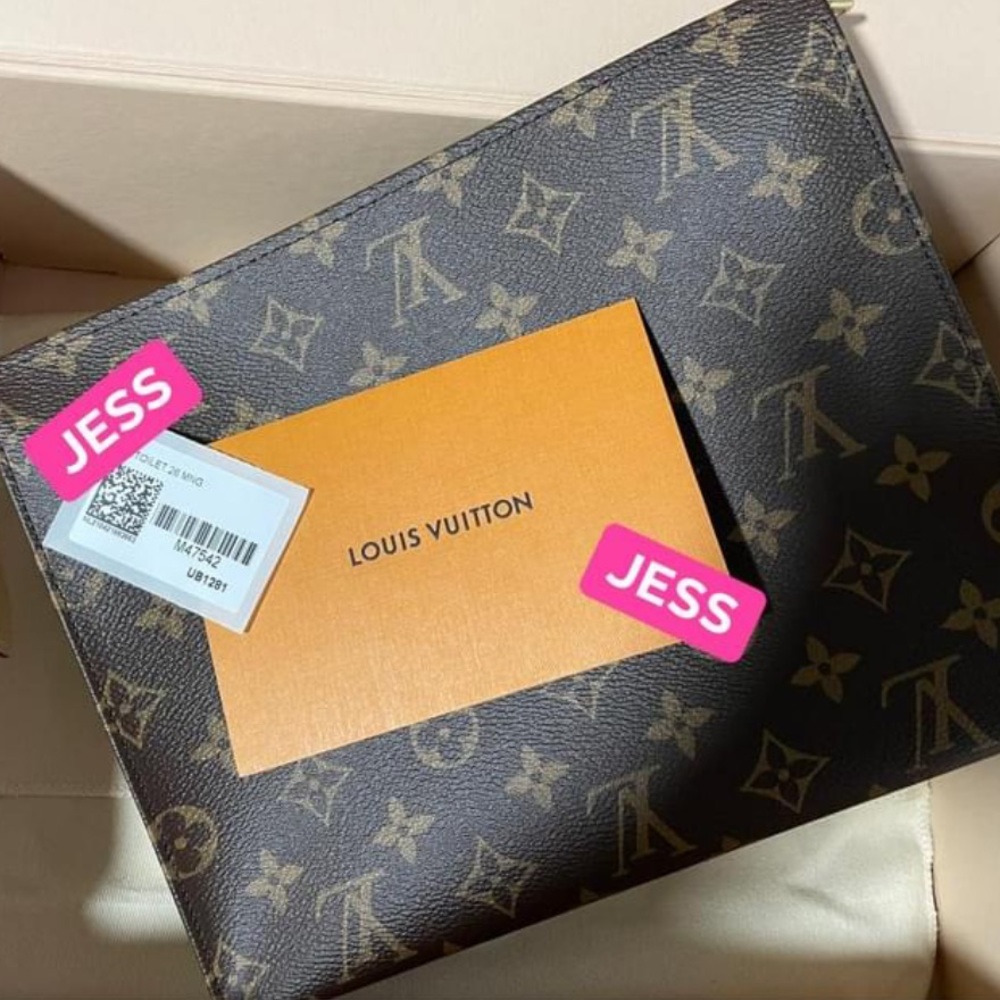 JESS
TOILET 26 MNG
M47542
UB1281
LOUIS VUITTON
JESS